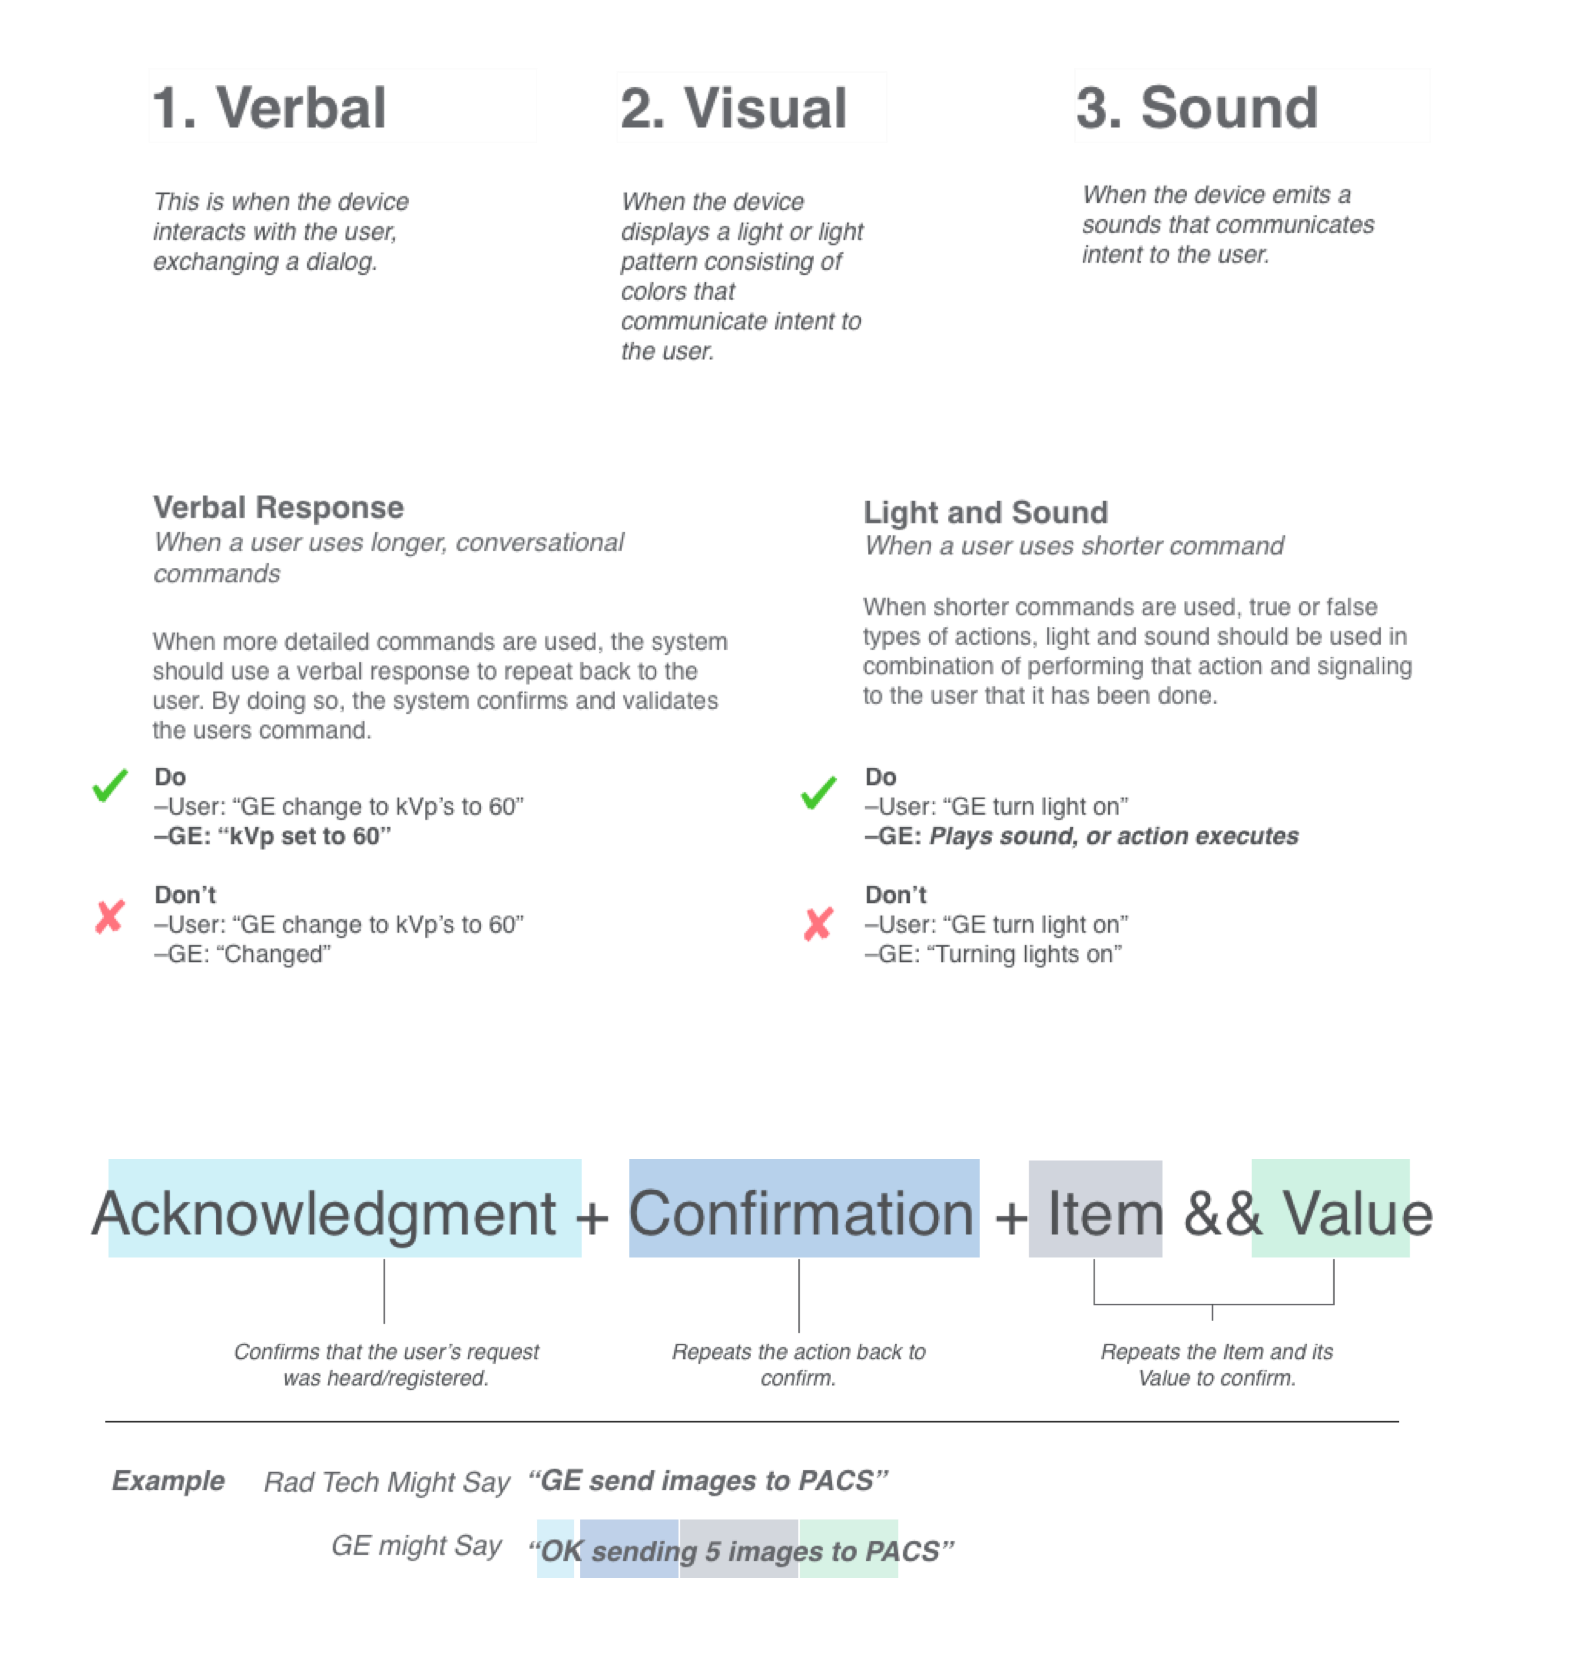 1. Verbal
This is when the device
interacts with the user,
exchanging a dialog.
2. Visual
When the device
displays a light or light
pattern consisting of
colors that
communicate intent to
the user.
3. Sound
When the device emits a
sounds that communicates
intent to the user.
Verbal Response
When a user uses longer, conversational
commands
When more detailed commands are used, the system
should use a verbal response to repeat back to the
user. By doing so, the system confirms and validates
the users command.
Do
–User: “GE change to kVp’s to 60”
–GE: “kVp set to 60”
Don’t
–User: “GE change to kVp’s to 60”
–GE: “Changed”
Light and Sound
When a user uses shorter command
When shorter commands are used, true or false
types of actions, light and sound should be used in
combination of performing that action and signaling
to the user that it has been done.
Do
–User: “GE turn light on”
–GE: Plays sound, or action executes
Don’t
–User: “GE turn light on”
–GE: “Turning lights on”
Acknowledgment + Confirmation + Item && Value
Confirms that the user’s request
was heard/registered.
Repeats the action back to
confirm.
Repeats the Item and its
Value to confirm.
Example Rad Tech Might Say “GE send images to PACS”
GE might Say “OK sending 5 images to PACS”